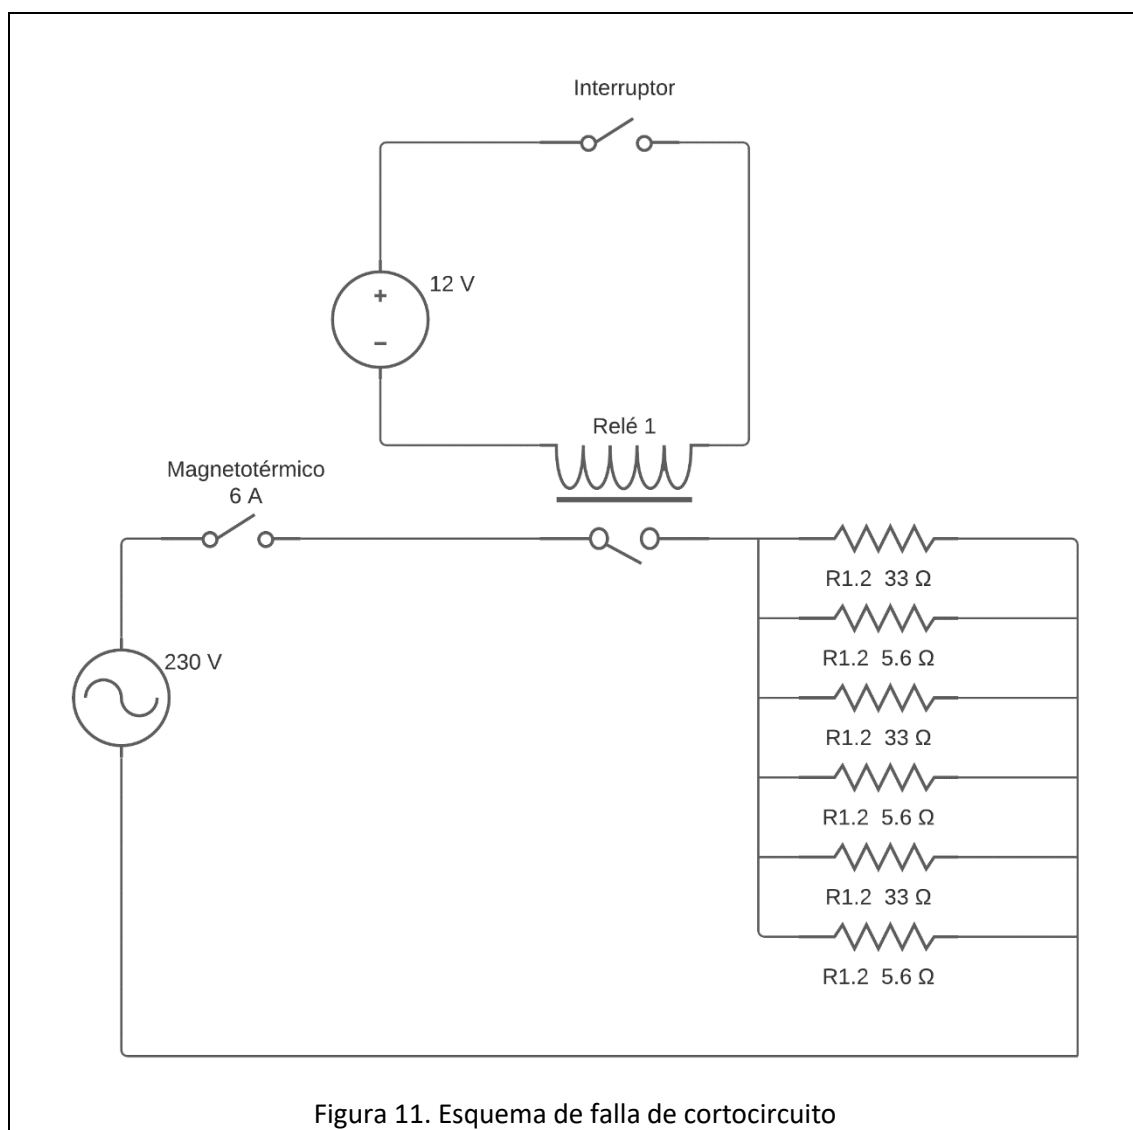 Interruptor
+
12 V
−
Relé 1
Magnetotérmico
6 A
R1.2 33 Ω
230 V
R1.2 5.6 Ω
R1.2 33 Ω
R1.2 5.6 Ω
R1.2 33 Ω
R1.2 5.6 Ω
Figura 11. Esquema de falla de cortocircuito